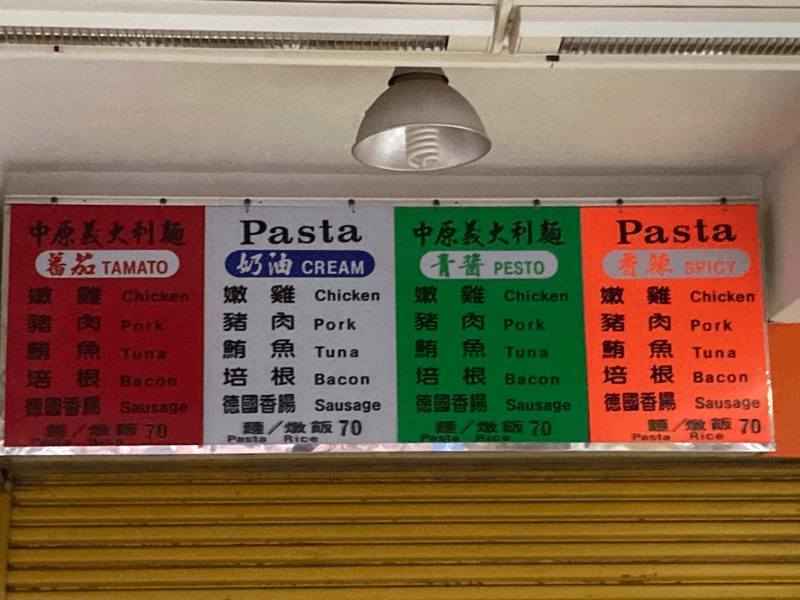 中原義大利麵
蕃茄 TAMATO
嫩雞 Chicken
豬肉 Pork
鮪魚 Tuna
培根 Bacon
德國香腸 Sausage
麵／燉飯 70
Pasta Rice
Pasta
奶油 CREAM
嫩雞 Chicken
豬肉 Pork
鮪魚 Tuna
培根 Bacon
德國香腸 Sausage
麵／燉飯 70
Pasta Rice
中原義大利麵
青醬 PESTO
嫩雞 Chicken
豬肉 Pork
鮪魚 Tuna
培根 Bacon
德國香腸 Sausage
麵／燉飯 70
Pasta Rice
Pasta
香辣 SPICY
嫩雞 Chicken
豬肉 Pork
鮪魚 Tuna
培根 Bacon
德國香腸 Sausage
麵／燉飯 70
Pasta Rice